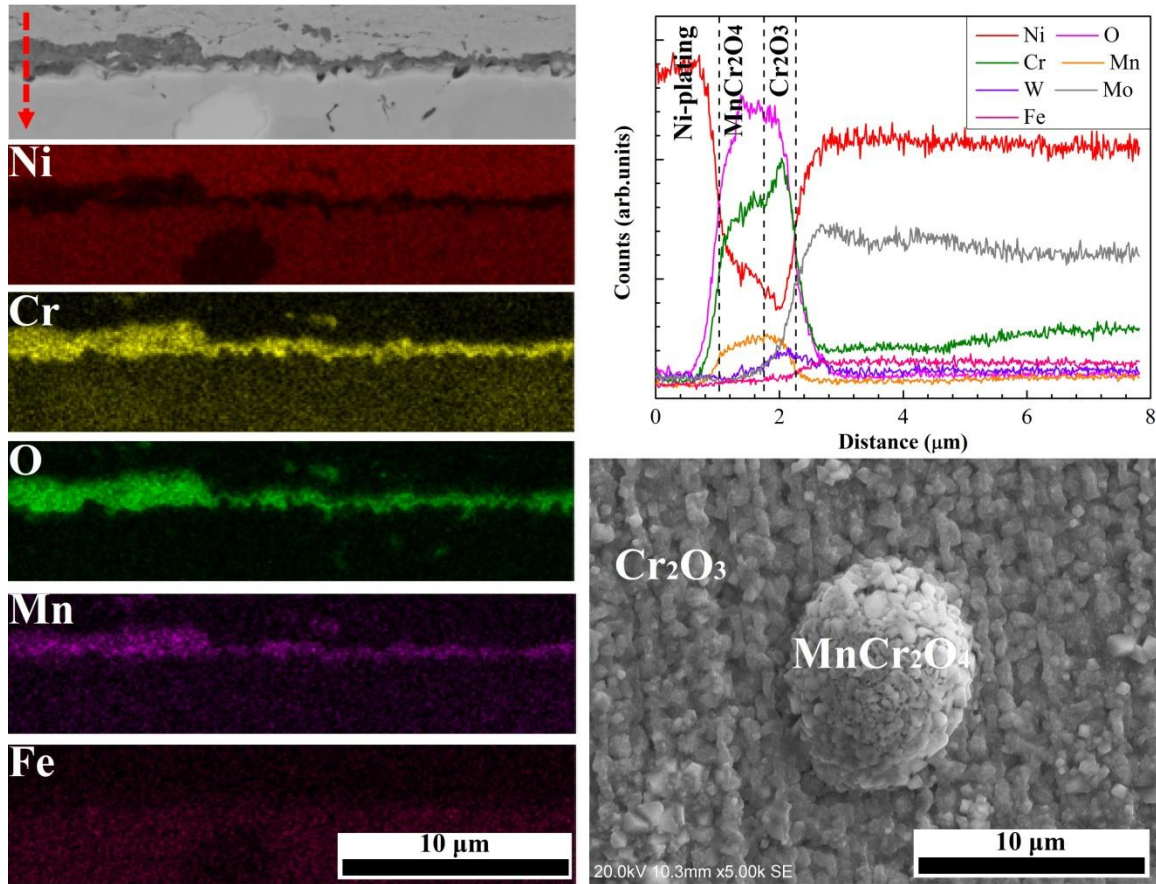 Ni
Cr
O
Mn
Fe
10 μm
Ni-plating
MnCr2O4
Cr2O3
Ni
O
Cr
Mn
W
Mo
Fe
Counts (arb.units)
0
2
4
6
8
Distance (μm)
Cr₂O₃
MnCr₂O₄
20.0kV 10.3mm x5.00k SE
10 μm